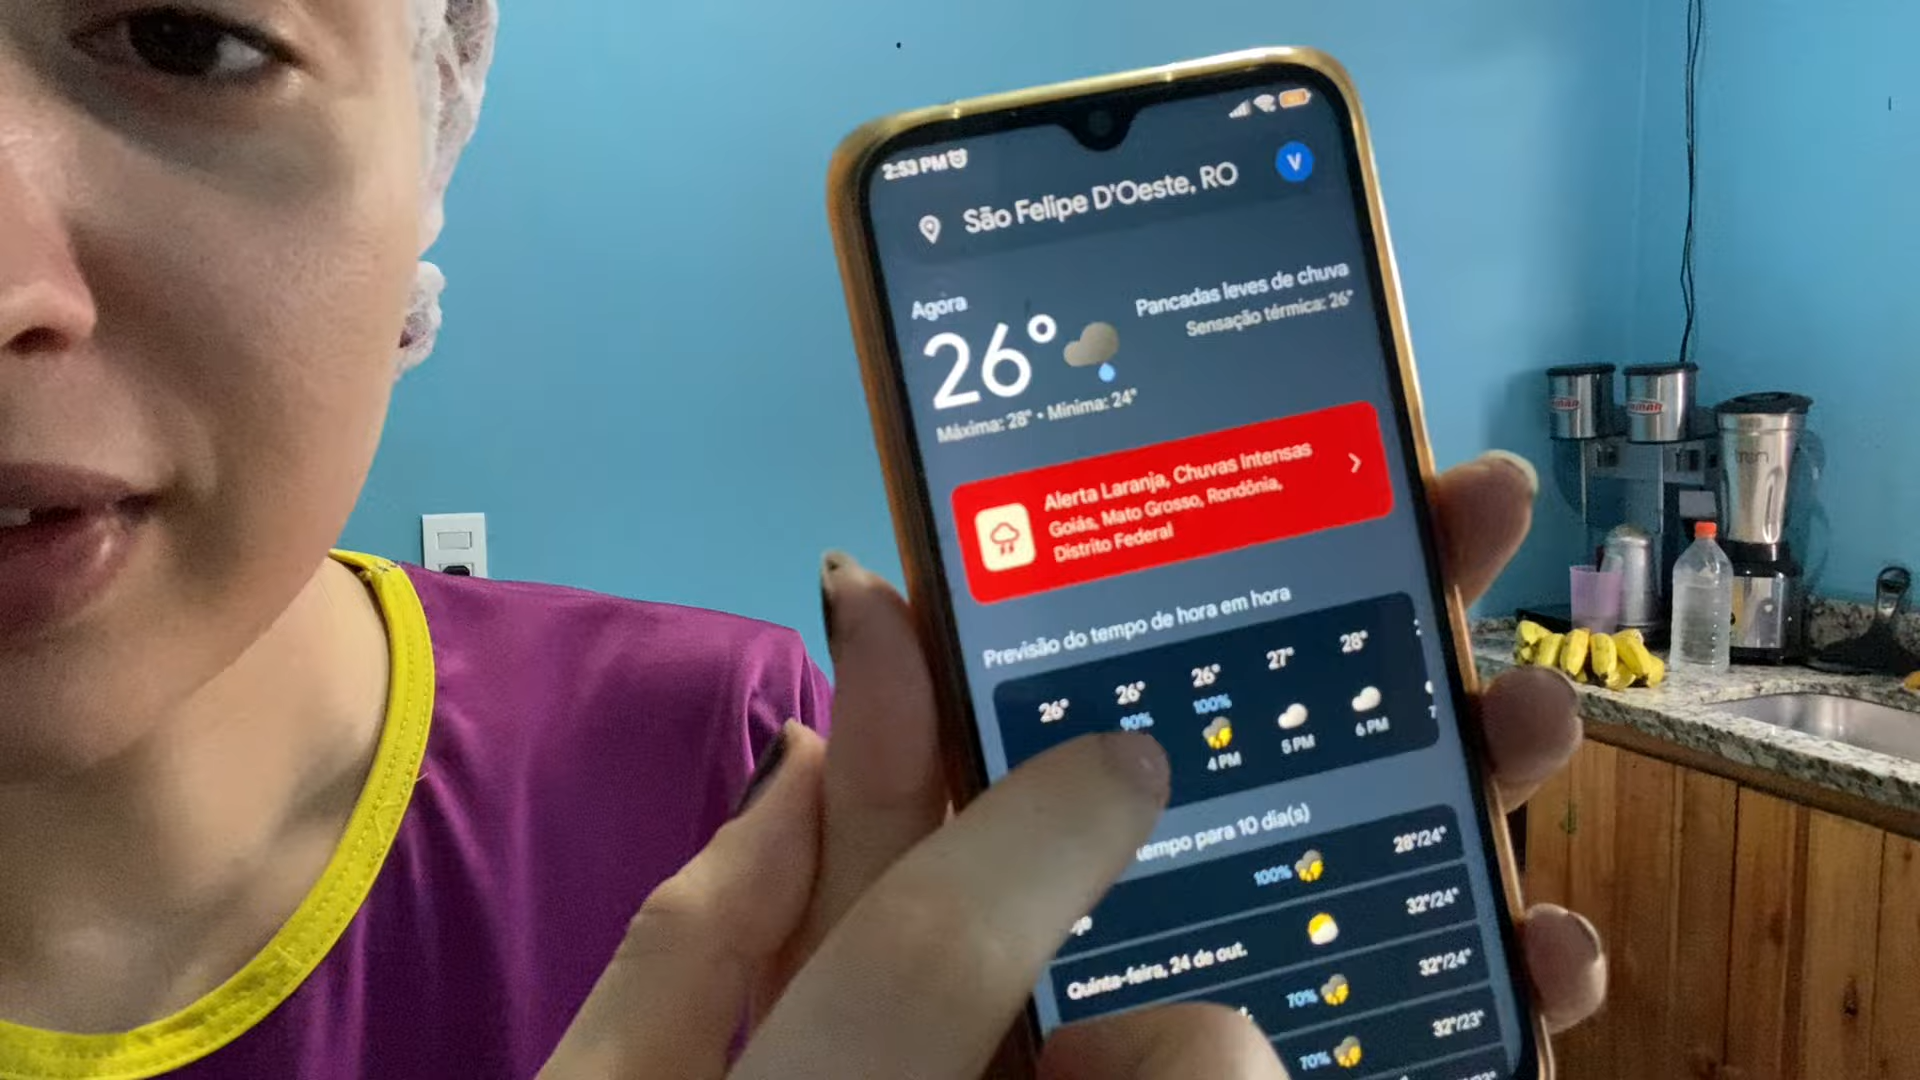 2:53 PM
São Felipe D'Oeste, RO
V
Agora
26°
Pancadas leves de chuva
Sensação térmica: 26°
Máxima: 28° • Mínima: 24°
Alerta Laranja, Chuvas Intensas
Goiás, Mato Grosso, Rondônia,
Distrito Federal
Previsão do tempo de hora em hora
26° 26° 26° 27° 28°
90% 100%
4 PM 5 PM 6 PM
tempo para 10 dia(s)
100% 28°/24°
Quinta-feira, 24 de out. 32°/24°
70% 32°/24°
70% 32°/23°